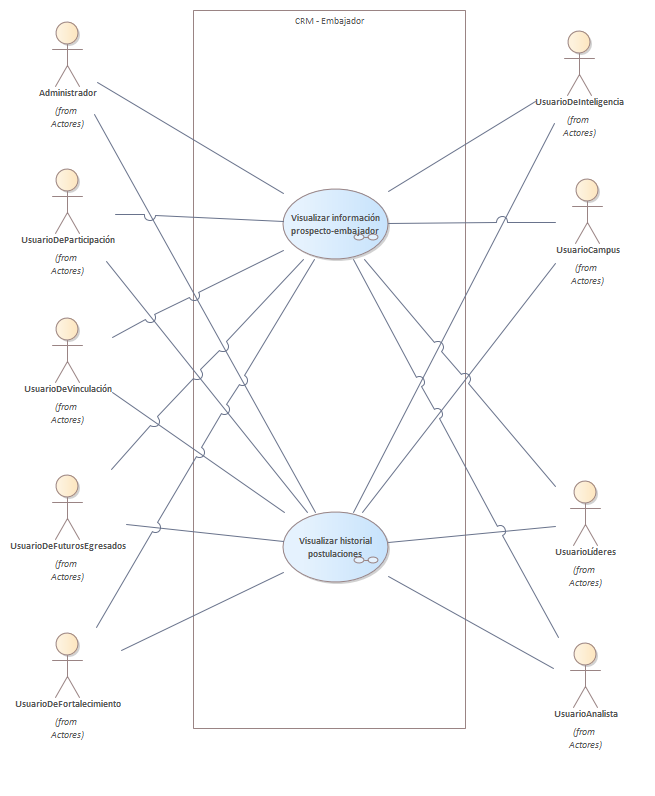 CRM - Embajador
Administrador
(from
Actores)
UsuarioDeInteligencia
(from
Actores)
UsuarioDeParticipación
(from
Actores)
Visualizar información
prospecto-embajador
UsuarioCampus
(from
Actores)
UsuarioDeVinculación
(from
Actores)
UsuarioDeFuturosEgresados
(from
Actores)
Visualizar historial
postulaciones
UsuarioLíderes
(from
Actores)
UsuarioDeFortalecimiento
(from
Actores)
UsuarioAnalista
(from
Actores)